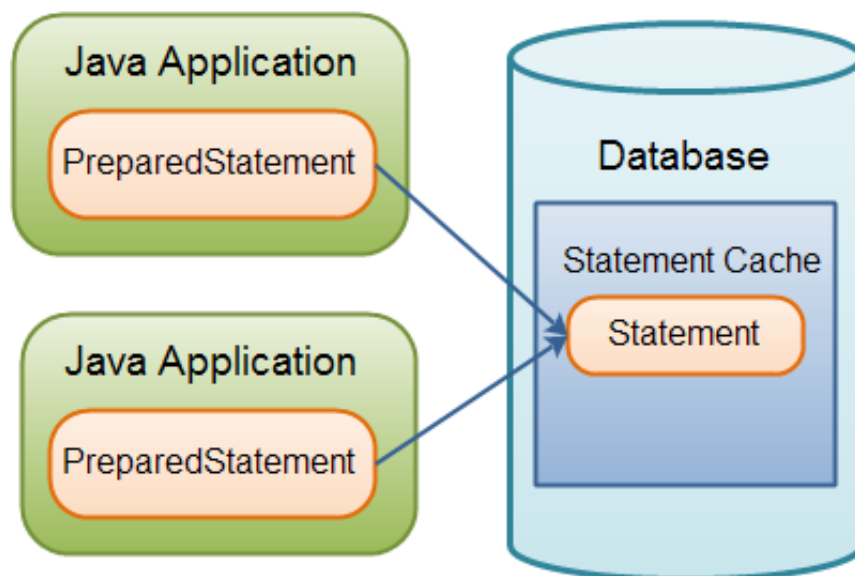 Java Application
PreparedStatement
Java Application
PreparedStatement
Database
Statement Cache
Statement